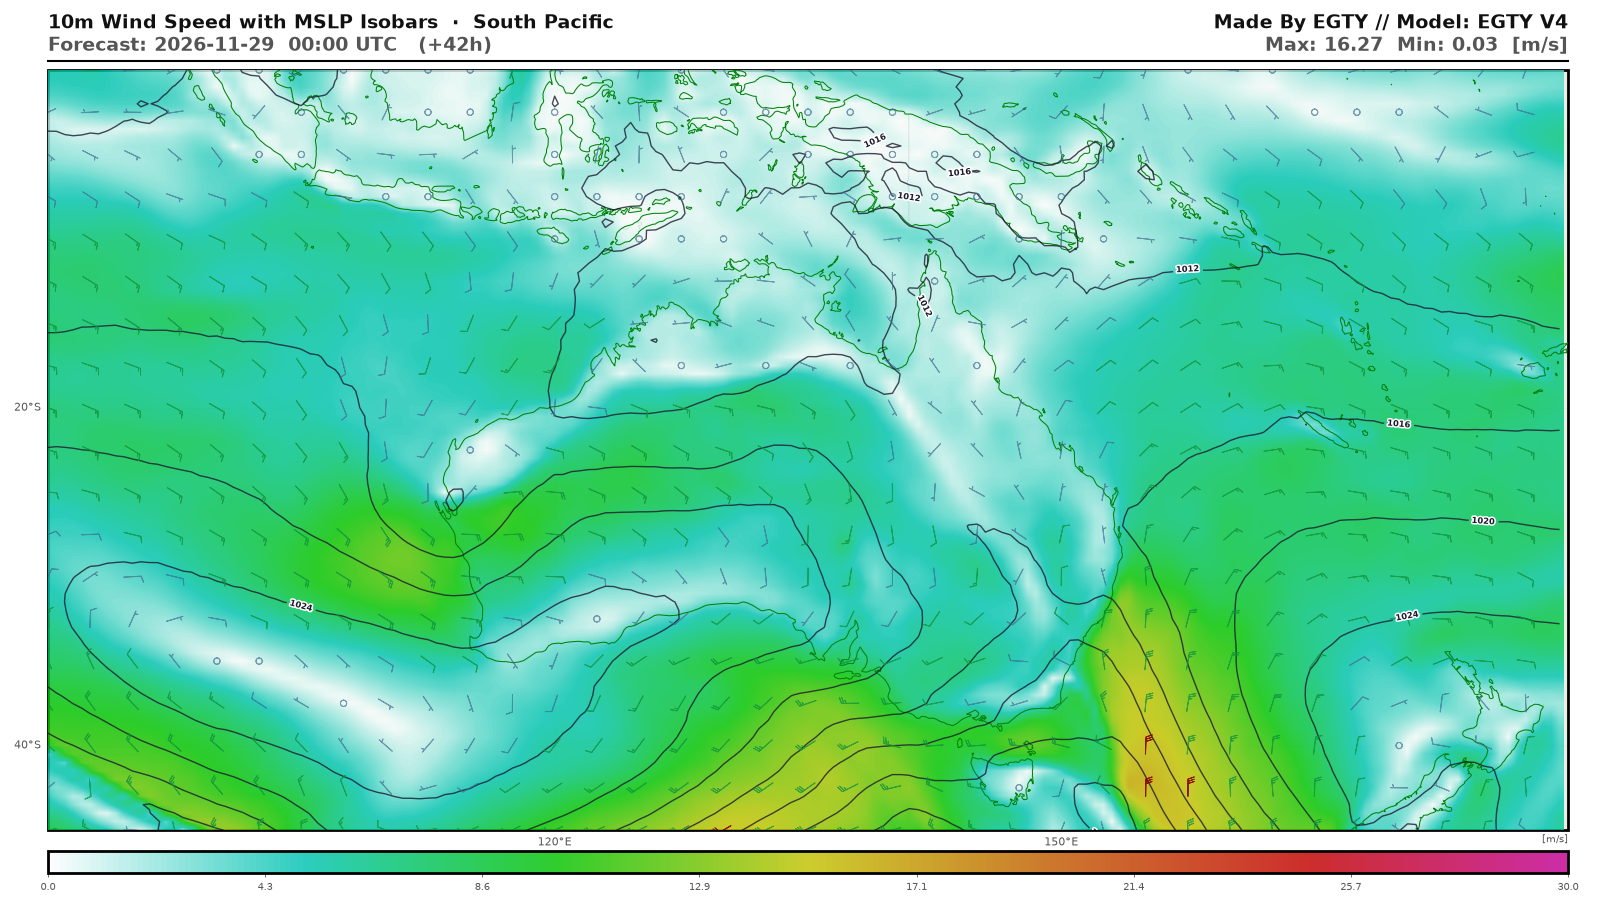 10m Wind Speed with MSLP Isobars · South Pacific
Made By EGTY // Model: EGTY V4
Forecast: 2026-11-29 00:00 UTC (+42h)
Max: 16.27 Min: 0.03 [m/s]
1016
1016
1012
1012
1012
20°S
1016
1020
1024
1024
40°S
120°E
150°E
[m/s]
0.0 4.3 8.6 12.9 17.1 21.4 25.7 30.0